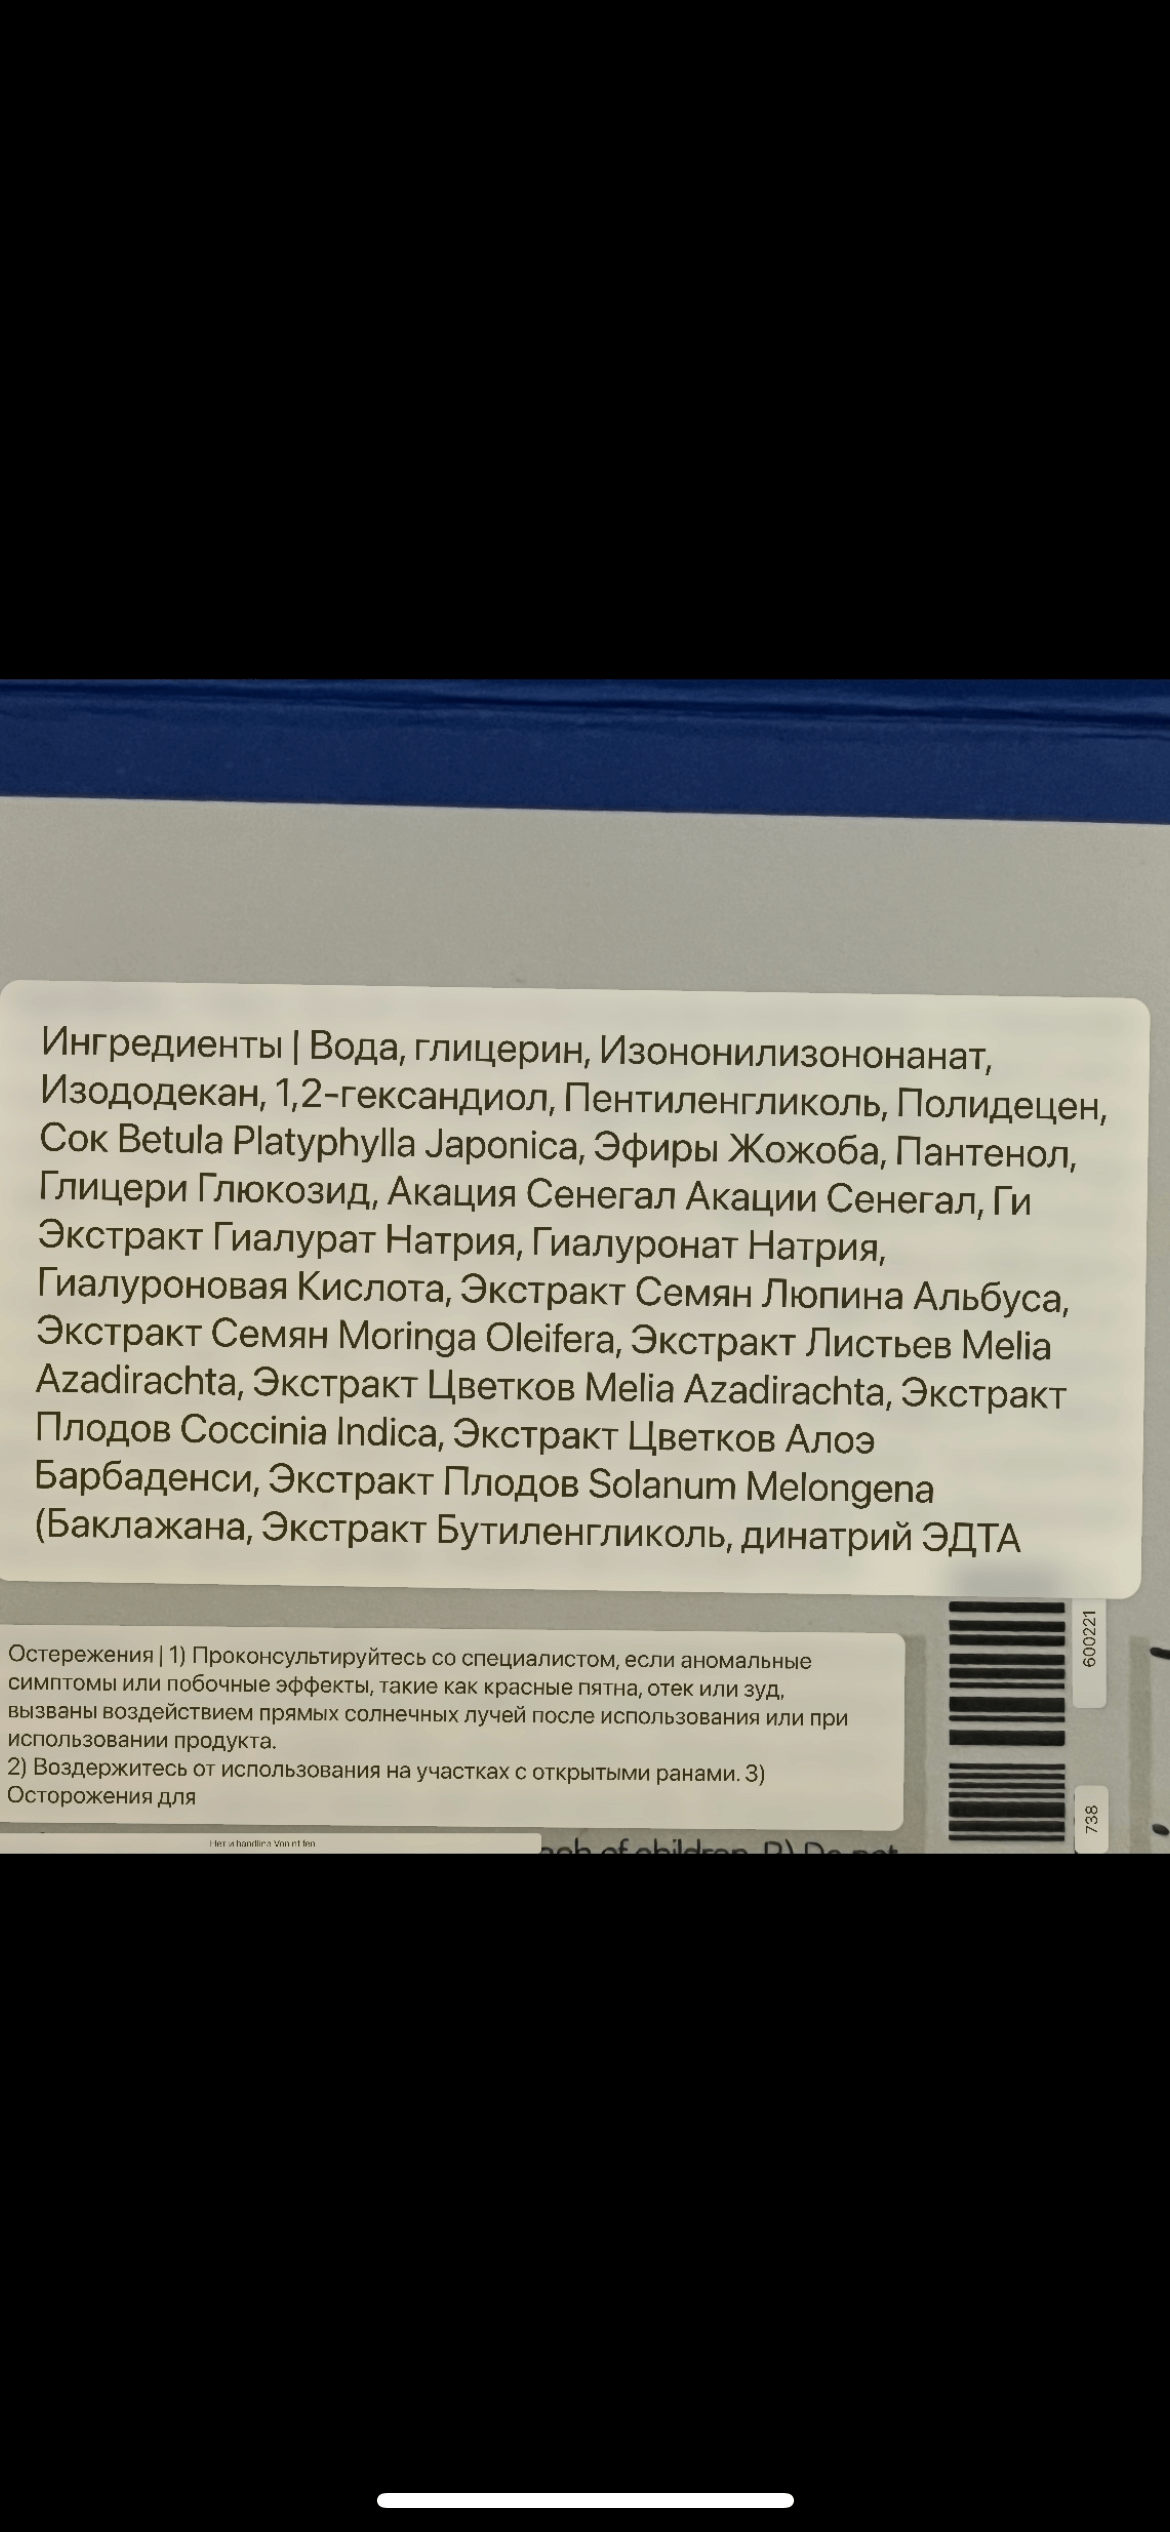 Ингредиенты | Вода, глицерин, Изононилизононанат,
Изододекан, 1,2-гександиол, Пентиленгликоль, Полидецен,
Сок Betula Platyphylla Japonica, Эфиры Жожоба, Пантенол,
Глицери Глюкозид, Акация Сенегал Акации Сенегал, Ги
Экстракт Гиалурат Натрия, Гиалуронат Натрия,
Гиалуроновая Кислота, Экстракт Семян Люпина Альбуса,
Экстракт Семян Moringa Oleifera, Экстракт Листьев Melia
Azadirachta, Экстракт Цветков Melia Azadirachta, Экстракт
Плодов Coccinia Indica, Экстракт Цветков Алоэ
Барбаденси, Экстракт Плодов Solanum Melongena
(Баклажана, Экстракт Бутиленгликоль, динатрий ЭДТА
600221
Остережения | 1) Проконсультируйтесь со специалистом, если аномальные
симптомы или побочные эффекты, такие как красные пятна, отек или зуд,
вызваны воздействием прямых солнечных лучей после использования или при
использовании продукта.
2) Воздержитесь от использования на участках с открытыми ранами. 3)
Осторожения для
738
of children. B) Do not